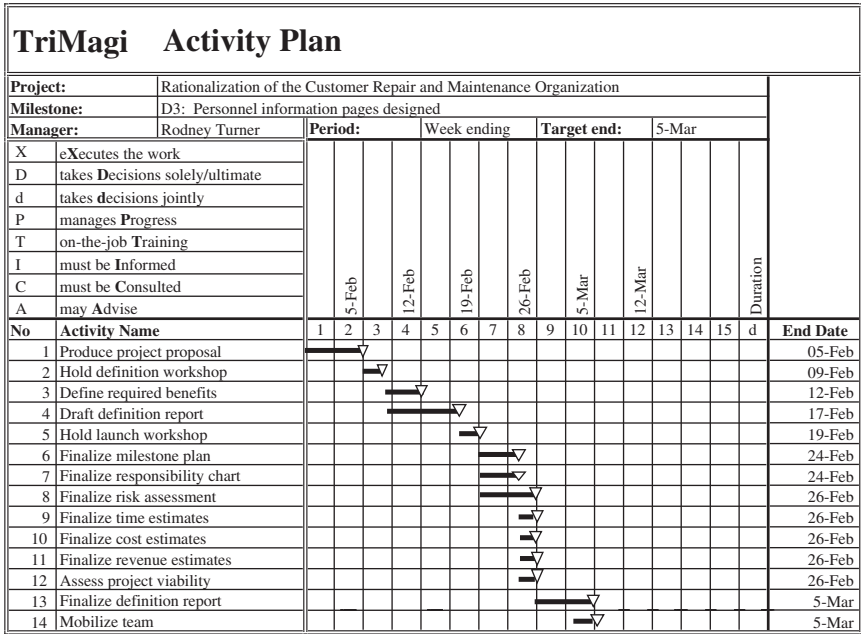 TriMagi Activity Plan
Project: Rationalization of the Customer Repair and Maintenance Organization
Milestone: D3: Personnel information pages designed
Manager: Rodney Turner Period: Week ending Target end: 5-Mar
X eXecutes the work
D takes Decisions solely/ultimate
d takes decisions jointly
P manages Progress
T on-the-job Training
I must be Informed
C must be Consulted
A may Advise
5-Feb 12-Feb 19-Feb 26-Feb 5-Mar 12-Mar Duration
No Activity Name 1 2 3 4 5 6 7 8 9 10 11 12 13 14 15 d End Date
1 Produce project proposal 05-Feb
2 Hold definition workshop 09-Feb
3 Define required benefits 12-Feb
4 Draft definition report 17-Feb
5 Hold launch workshop 19-Feb
6 Finalize milestone plan 24-Feb
7 Finalize responsibility chart 24-Feb
8 Finalize risk assessment 26-Feb
9 Finalize time estimates 26-Feb
10 Finalize cost estimates 26-Feb
11 Finalize revenue estimates 26-Feb
12 Assess project viability 26-Feb
13 Finalize definition report 5-Mar
14 Mobilize team 5-Mar